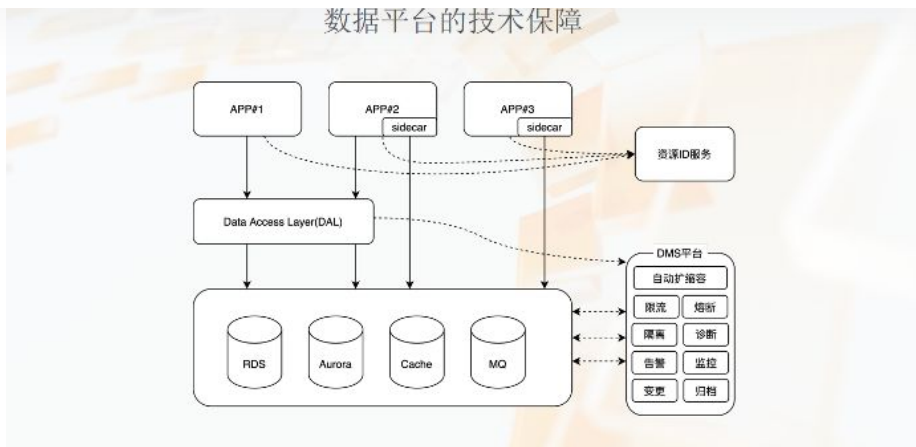 数据平台的技术保障
APP#1
APP#2
sidecar
APP#3
sidecar
资源ID服务
Data Access Layer(DAL)
DMS平台
自动扩缩容
限流 熔断
隔离 诊断
告警 监控
变更 归档
RDS
Aurora
Cache
MQ